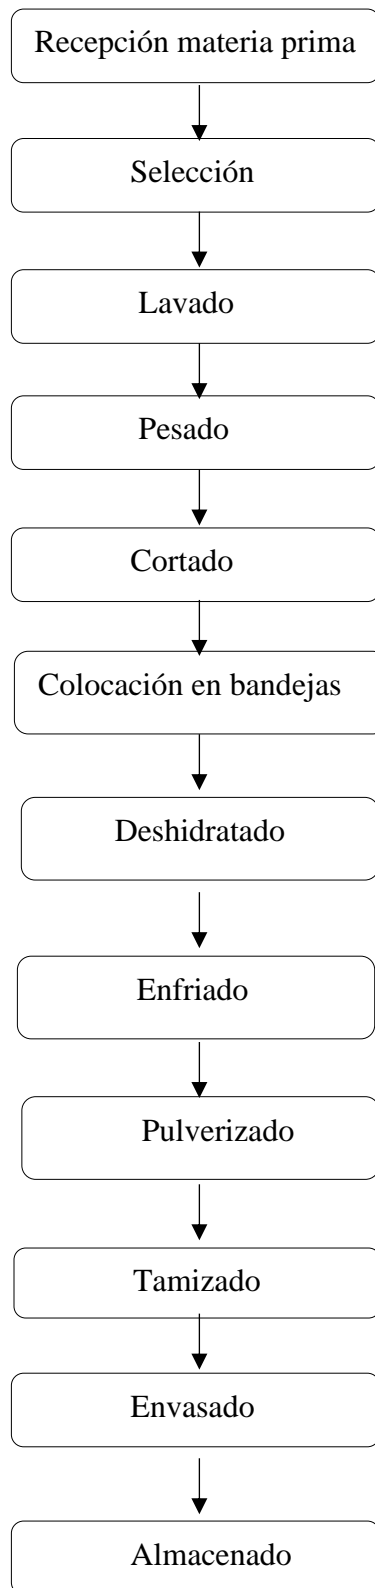 Recepción materia prima
Selección
Lavado
Pesado
Cortado
Colocación en bandejas
Deshidratado
Enfriado
Pulverizado
Tamizado
Envasado
Almacenado